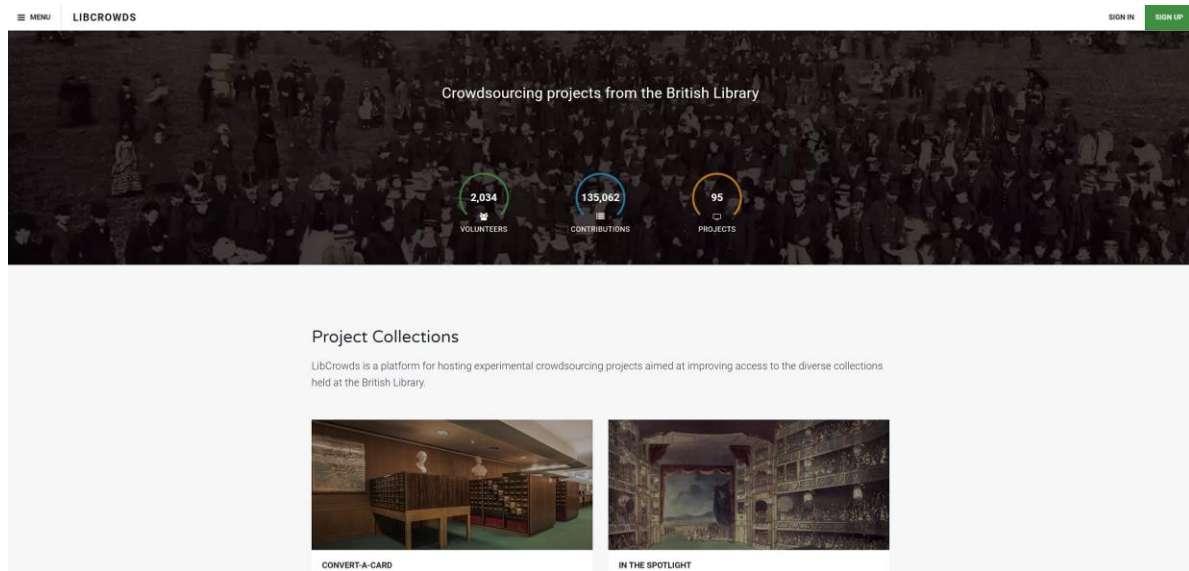 MENU
LIBCROWDS
SIGN IN
SIGN UP
Crowdsourcing projects from the British Library
2,034
VOLUNTEERS
135,062
CONTRIBUTIONS
95
PROJECTS
Project Collections
LibCrowds is a platform for hosting experimental crowdsourcing projects aimed at improving access to the diverse collections
held at the British Library.
CONVERT-A-CARD
IN THE SPOTLIGHT